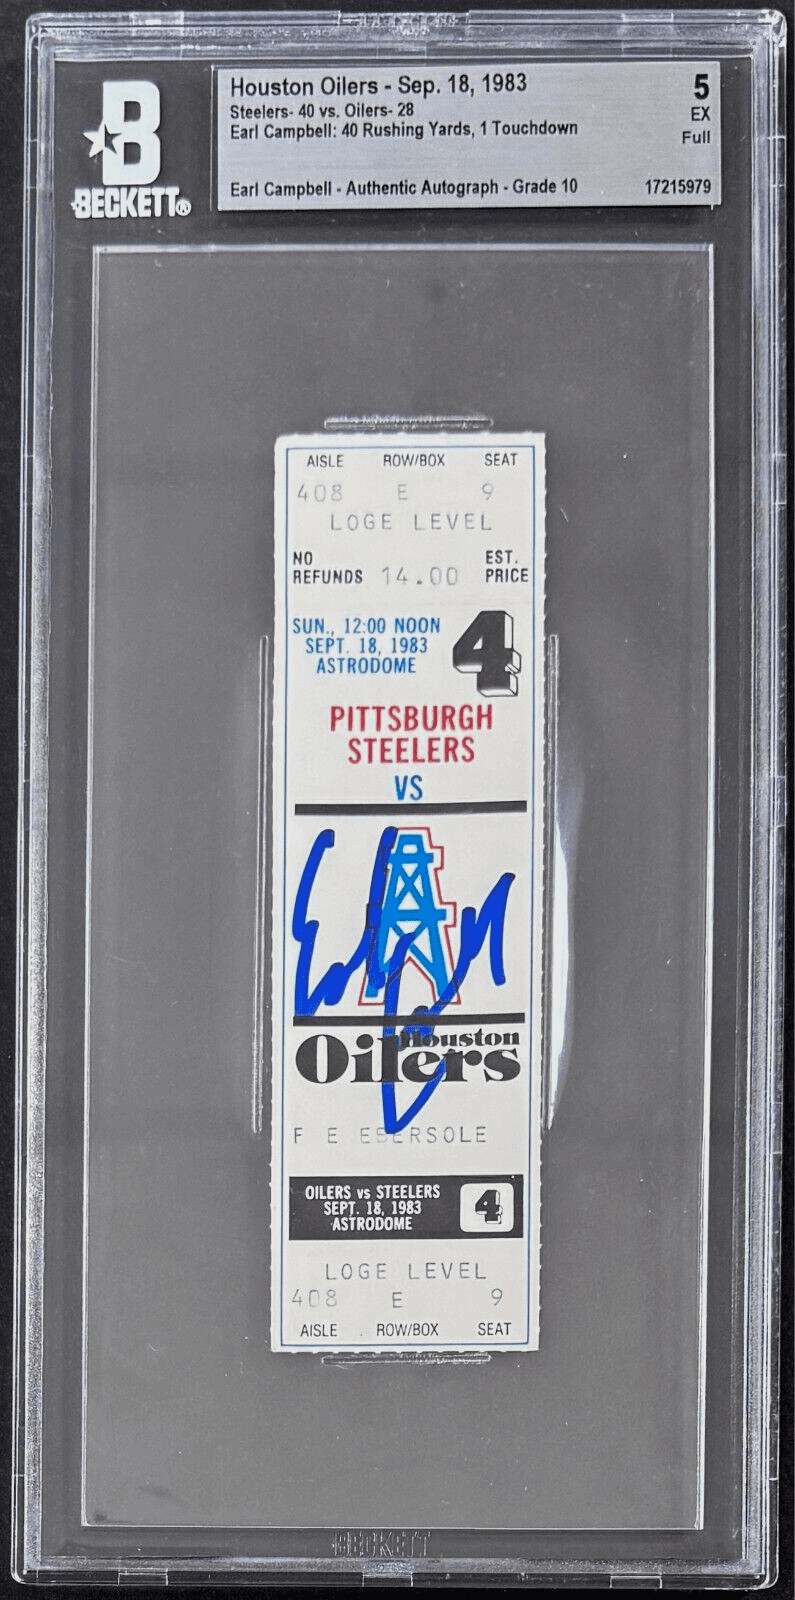 Houston Oilers - Sep. 18, 1983 5
Steelers- 40 vs. Oilers- 28 EX
Earl Campbell: 40 Rushing Yards, 1 Touchdown Full
Earl Campbell - Authentic Autograph - Grade 10 17215979
B
BECKETT®
AISLE ROW/BOX SEAT
408 E 9
LOGE LEVEL
NO REFUNDS 14.00 EST. PRICE
SUN., 12:00 NOON
SEPT. 18, 1983
ASTRODOME
4
PITTSBURGH
STEELERS
VS
Earl C
Houston
Oilers
F E EBERSOLE
OILERS vs STEELERS
SEPT. 18, 1983
ASTRODOME
4
LOGE LEVEL
408 E 9
AISLE ROW/BOX SEAT
BECKETT